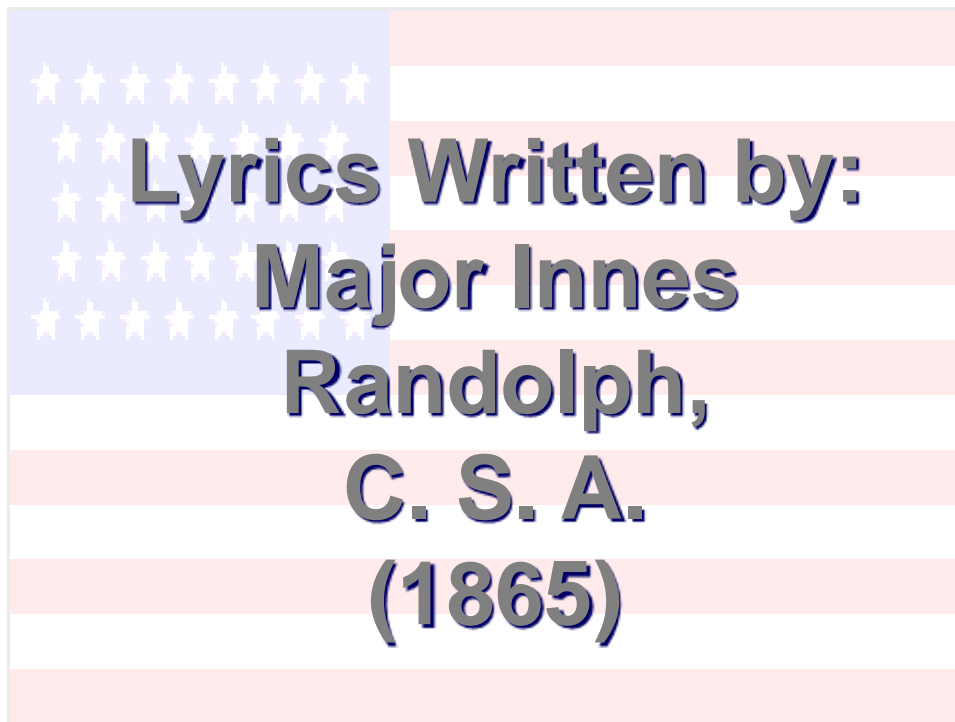 Lyrics Written by:
Major Innes
Randolph,
C. S. A.
(1865)